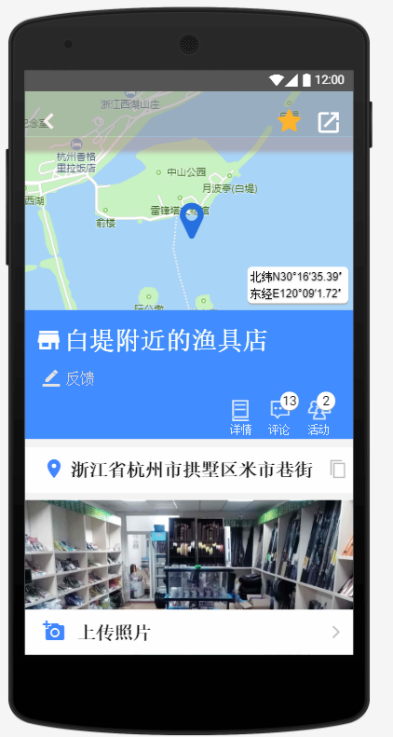 12:00
浙江西湖山庄
念室
杭州香格
里拉饭店
中山公园
月波亭(白堤)
西湖
俞楼
北纬N30°16'35.39"
东经E120°09'1.72"
白堤附近的渔具店
反馈
13
2
详情
评论
活动
浙江省杭州市拱墅区米市巷街
上传照片